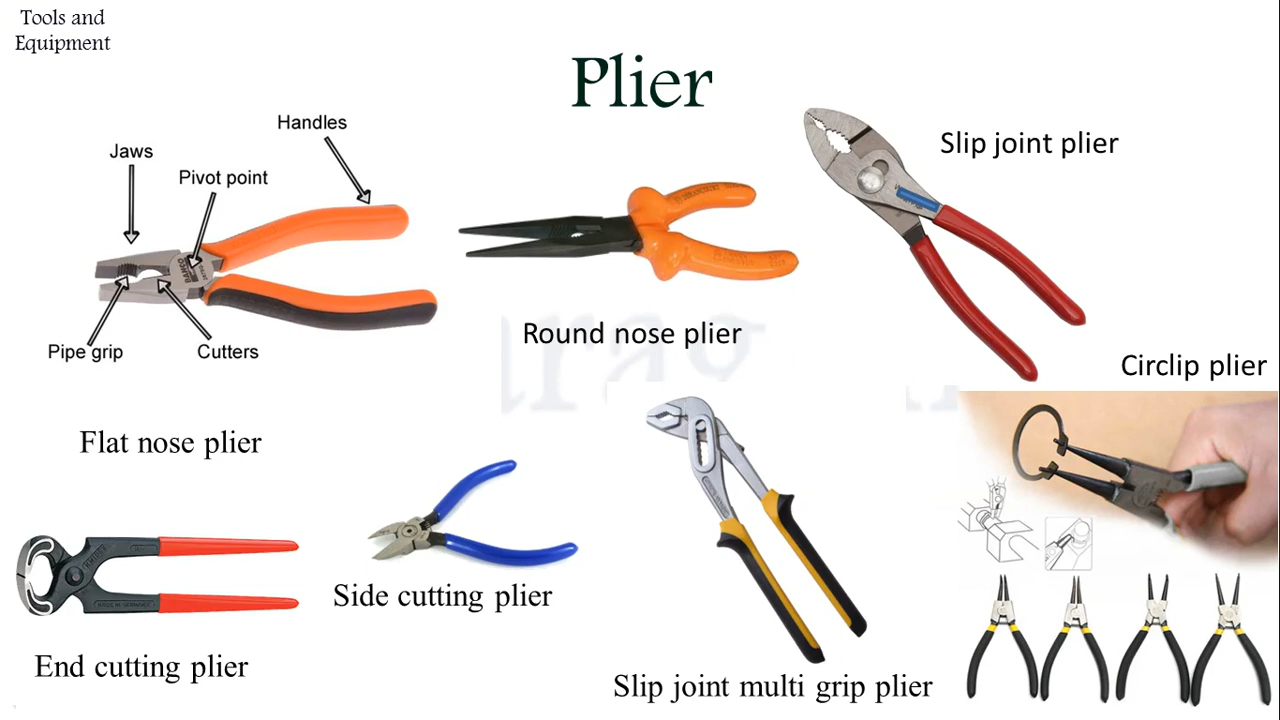 Tools and
Equipment
Plier
Handles
Jaws
Pivot point
Slip joint plier
BAHCO
Pipe grip
Cutters
Round nose plier
Circlip plier
Flat nose plier
Side cutting plier
End cutting plier
Slip joint multi grip plier